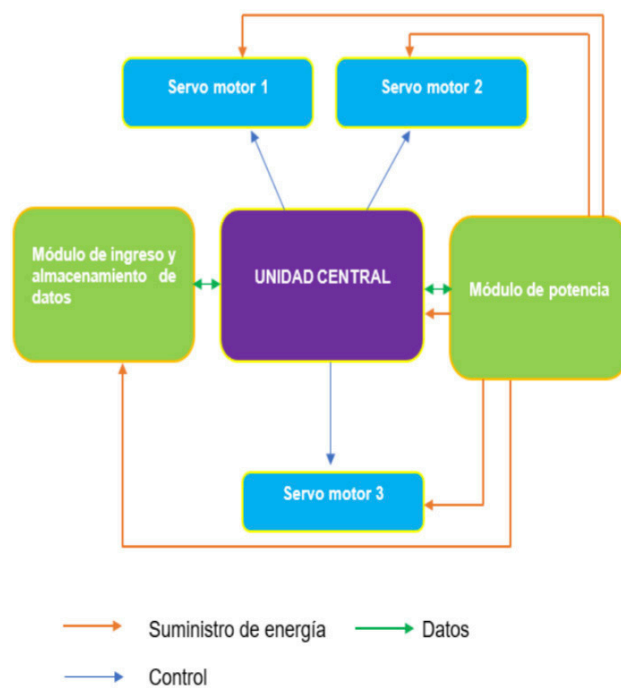 Servo motor 1
Servo motor 2
Módulo de ingreso y
almacenamiento de
datos
UNIDAD CENTRAL
Módulo de potencia
Servo motor 3
Suministro de energía
Datos
Control